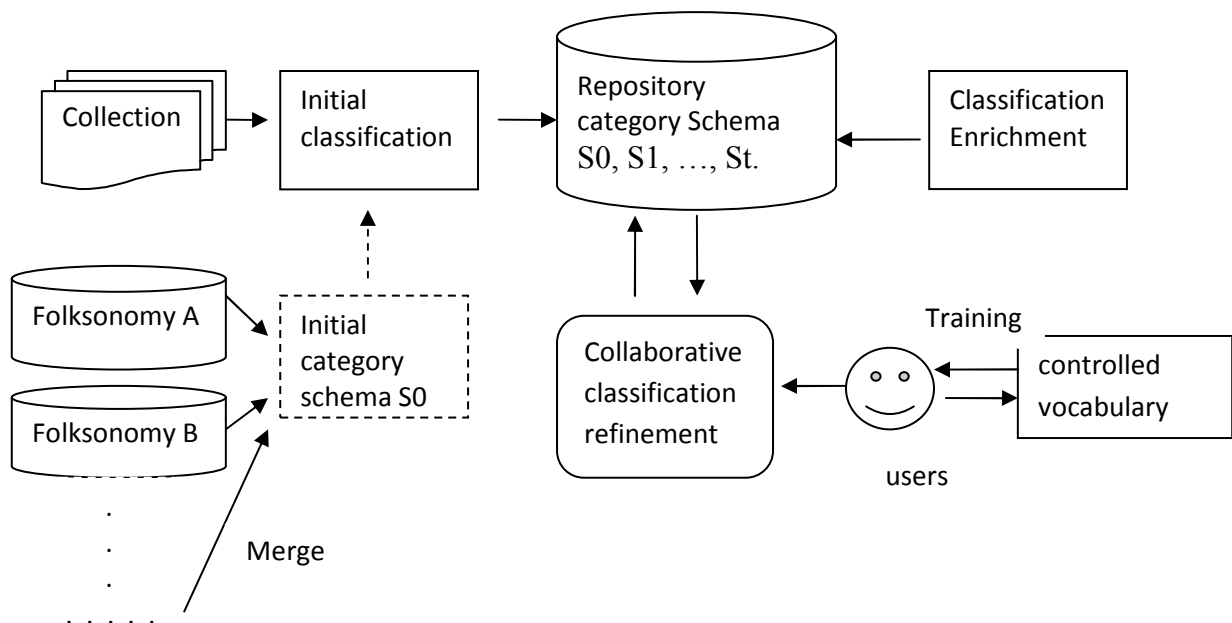 Collection
Initial
classification
Repository
category Schema
S0, S1, …, St.
Classification
Enrichment
Folksonomy A
Folksonomy B
.
.
.
Initial
category
schema S0
Merge
Collaborative
classification
refinement
Training
users
controlled
vocabulary